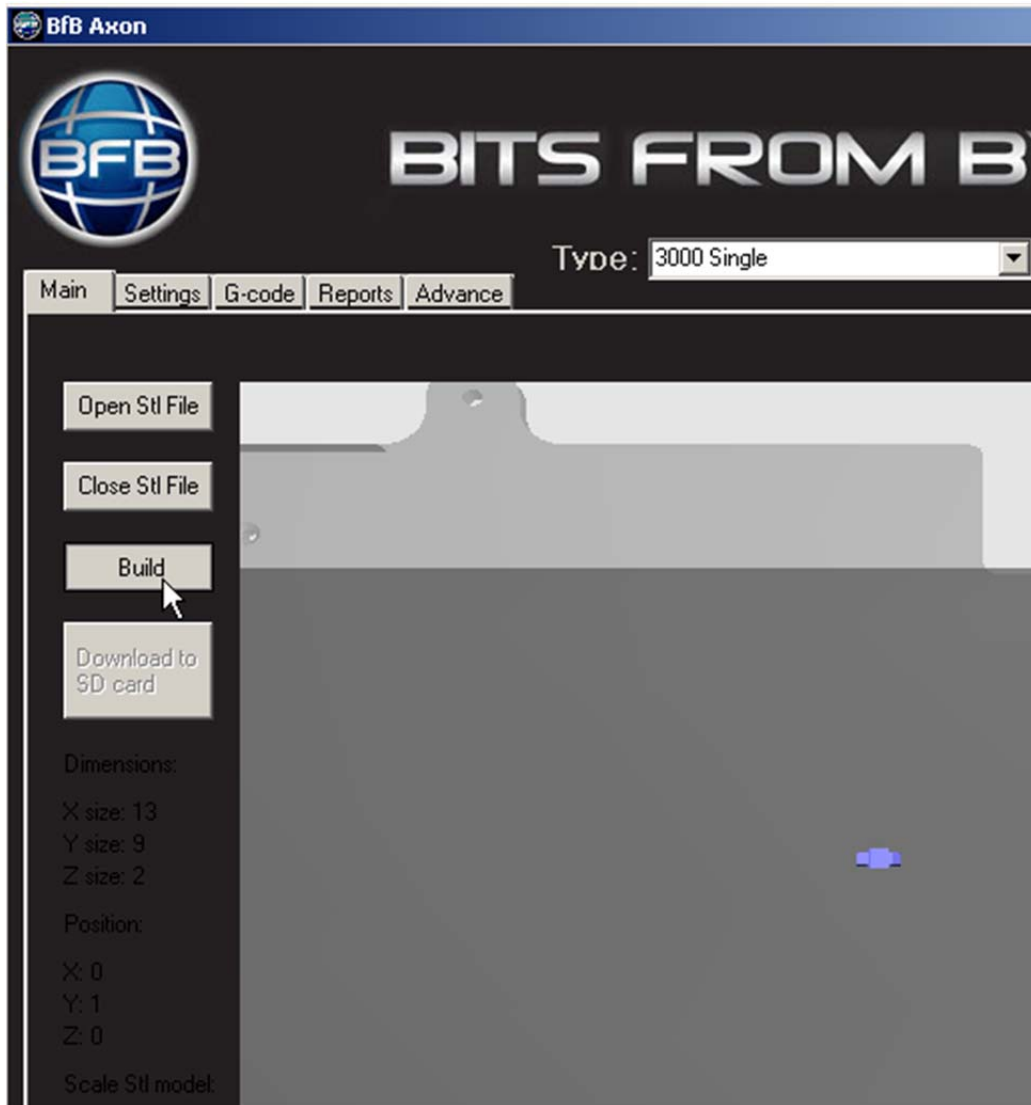 BfB Axon
BFB
BITS FROM B
Type: 3000 Single
Main Settings G-code Reports Advance
Open Stl File
Close Stl File
Build
Download to
SD card
Dimensions:
X size: 13
Y size: 9
Z size: 2
Position:
X: 0
Y: 1
Z: 0
Scale Stl model: